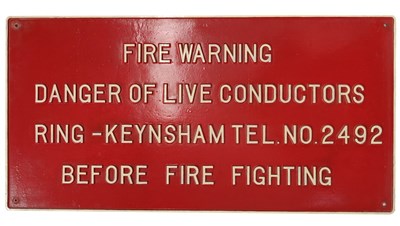 FIRE WARNING
DANGER OF LIVE CONDUCTORS
RING -KEYNSHAM TEL.NO.2492
BEFORE FIRE FIGHTING